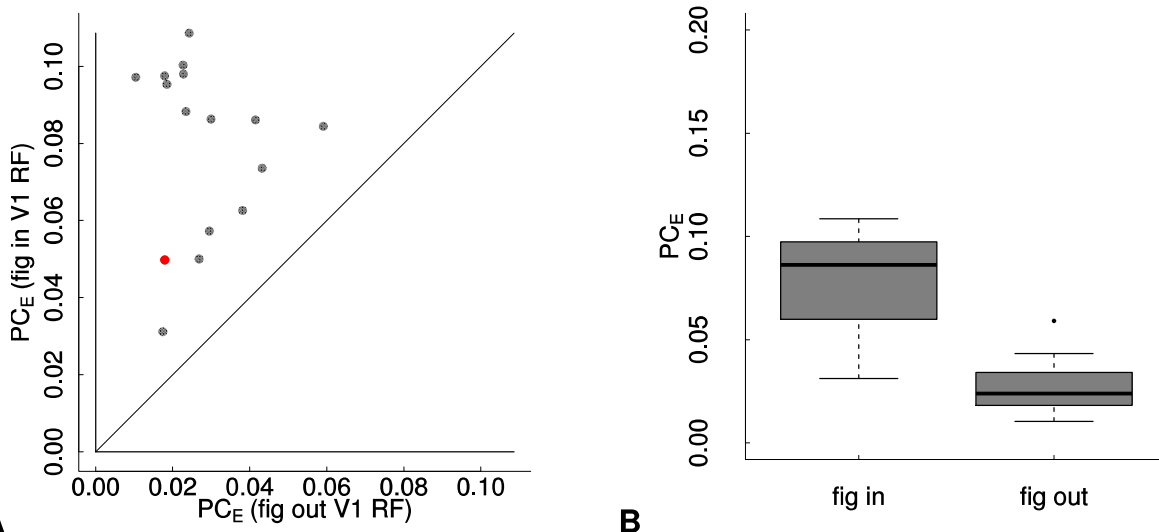 PCE (fig in V1 RF)
0.10
0.08
0.06
0.04
0.02
0.00
0.00 0.02 0.04 0.06 0.08 0.10
PCE (fig out V1 RF)
PCE
0.20
0.15
0.10
0.05
0.00
fig in fig out
B